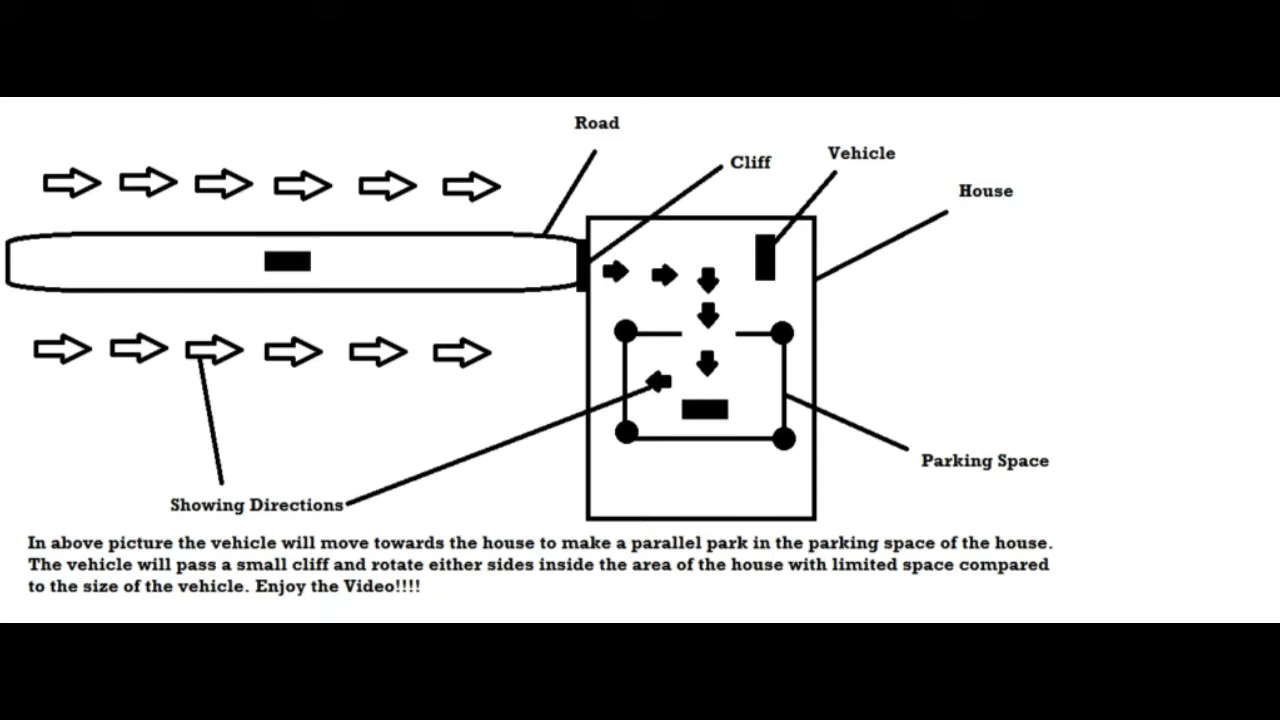 Road
Cliff
Vehicle
House
Parking Space
Showing Directions
In above picture the vehicle will move towards the house to make a parallel park in the parking space of the house.
The vehicle will pass a small cliff and rotate either sides inside the area of the house with limited space compared
to the size of the vehicle. Enjoy the Video!!!!